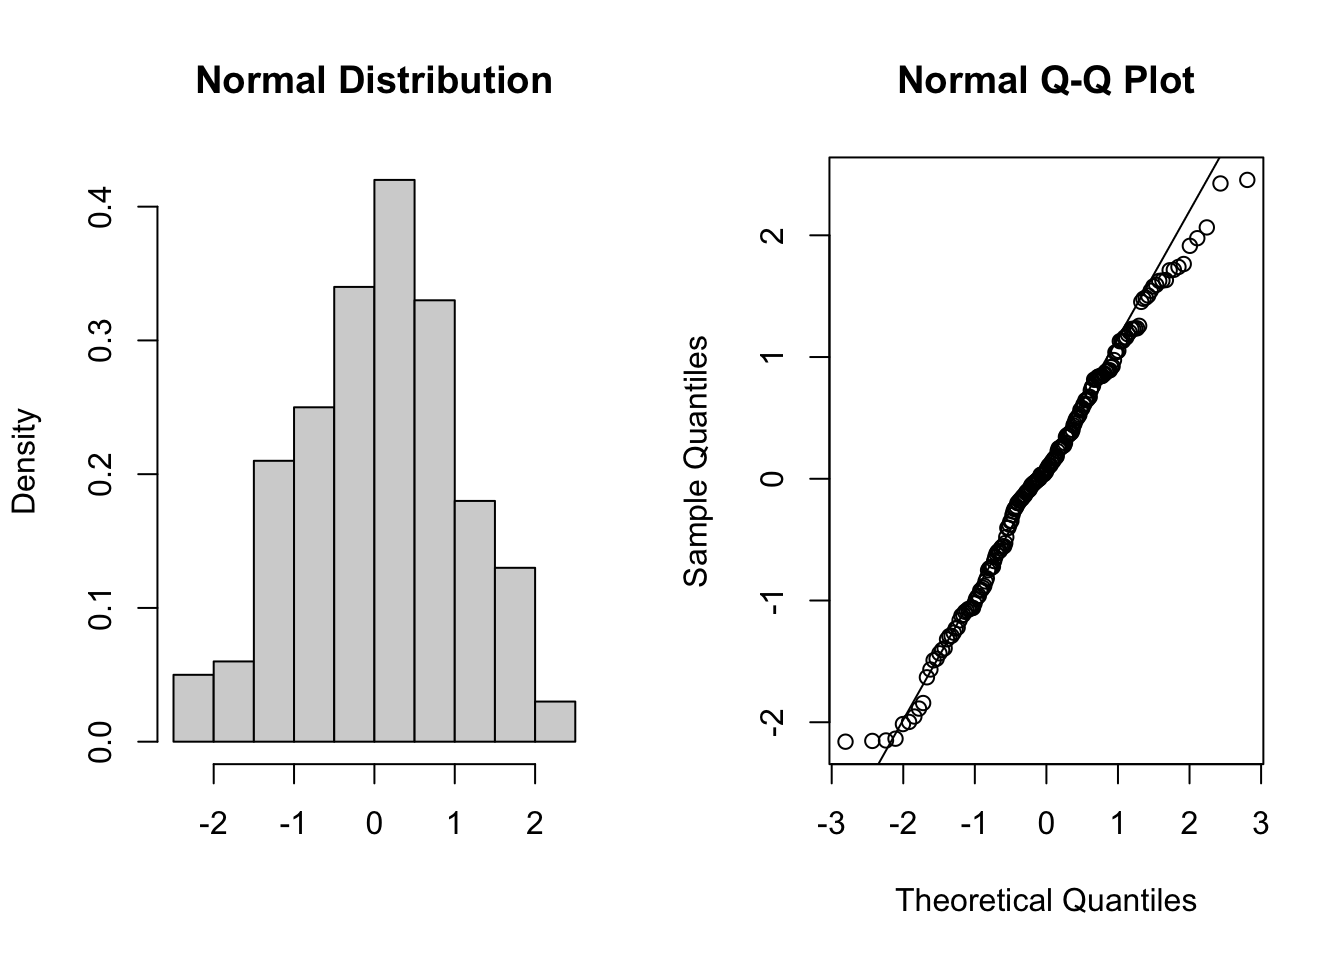 Normal Distribution
Density
0.0 0.1 0.2 0.3 0.4
-2 -1 0 1 2
Normal Q-Q Plot
Sample Quantiles
-2 -1 0 1 2
-3 -2 -1 0 1 2 3
Theoretical Quantiles